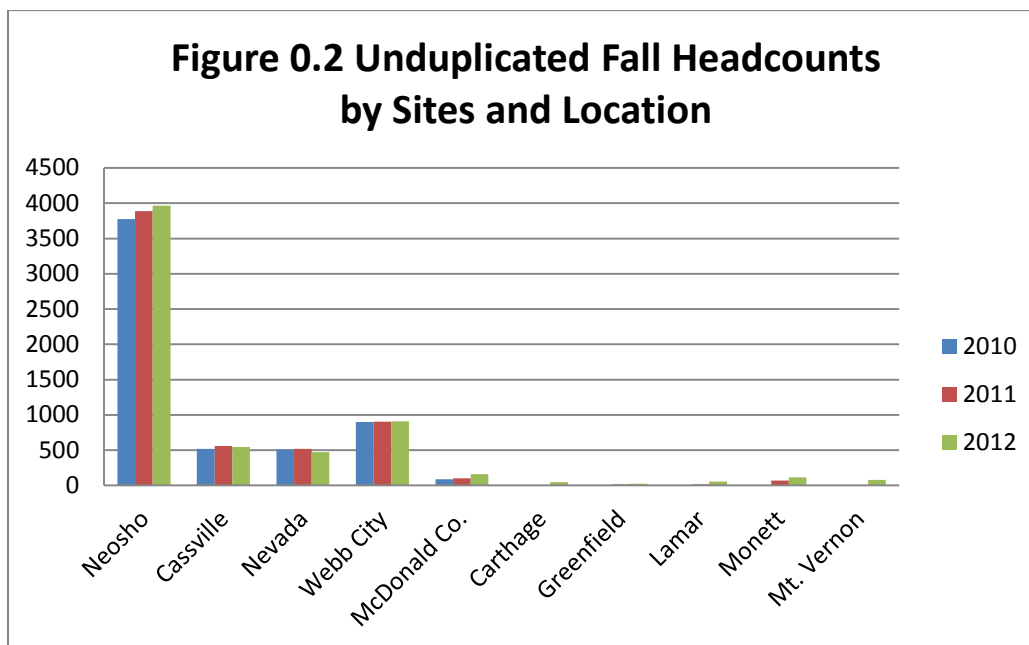 Figure 0.2 Unduplicated Fall Headcounts
by Sites and Location
4500
4000
3500
3000
2500
2000
1500
1000
500
0
Neosho
Cassville
Nevada
Webb City
McDonald Co.
Carthage
Greenfield
Lamar
Monett
Mt. Vernon
2010
2011
2012